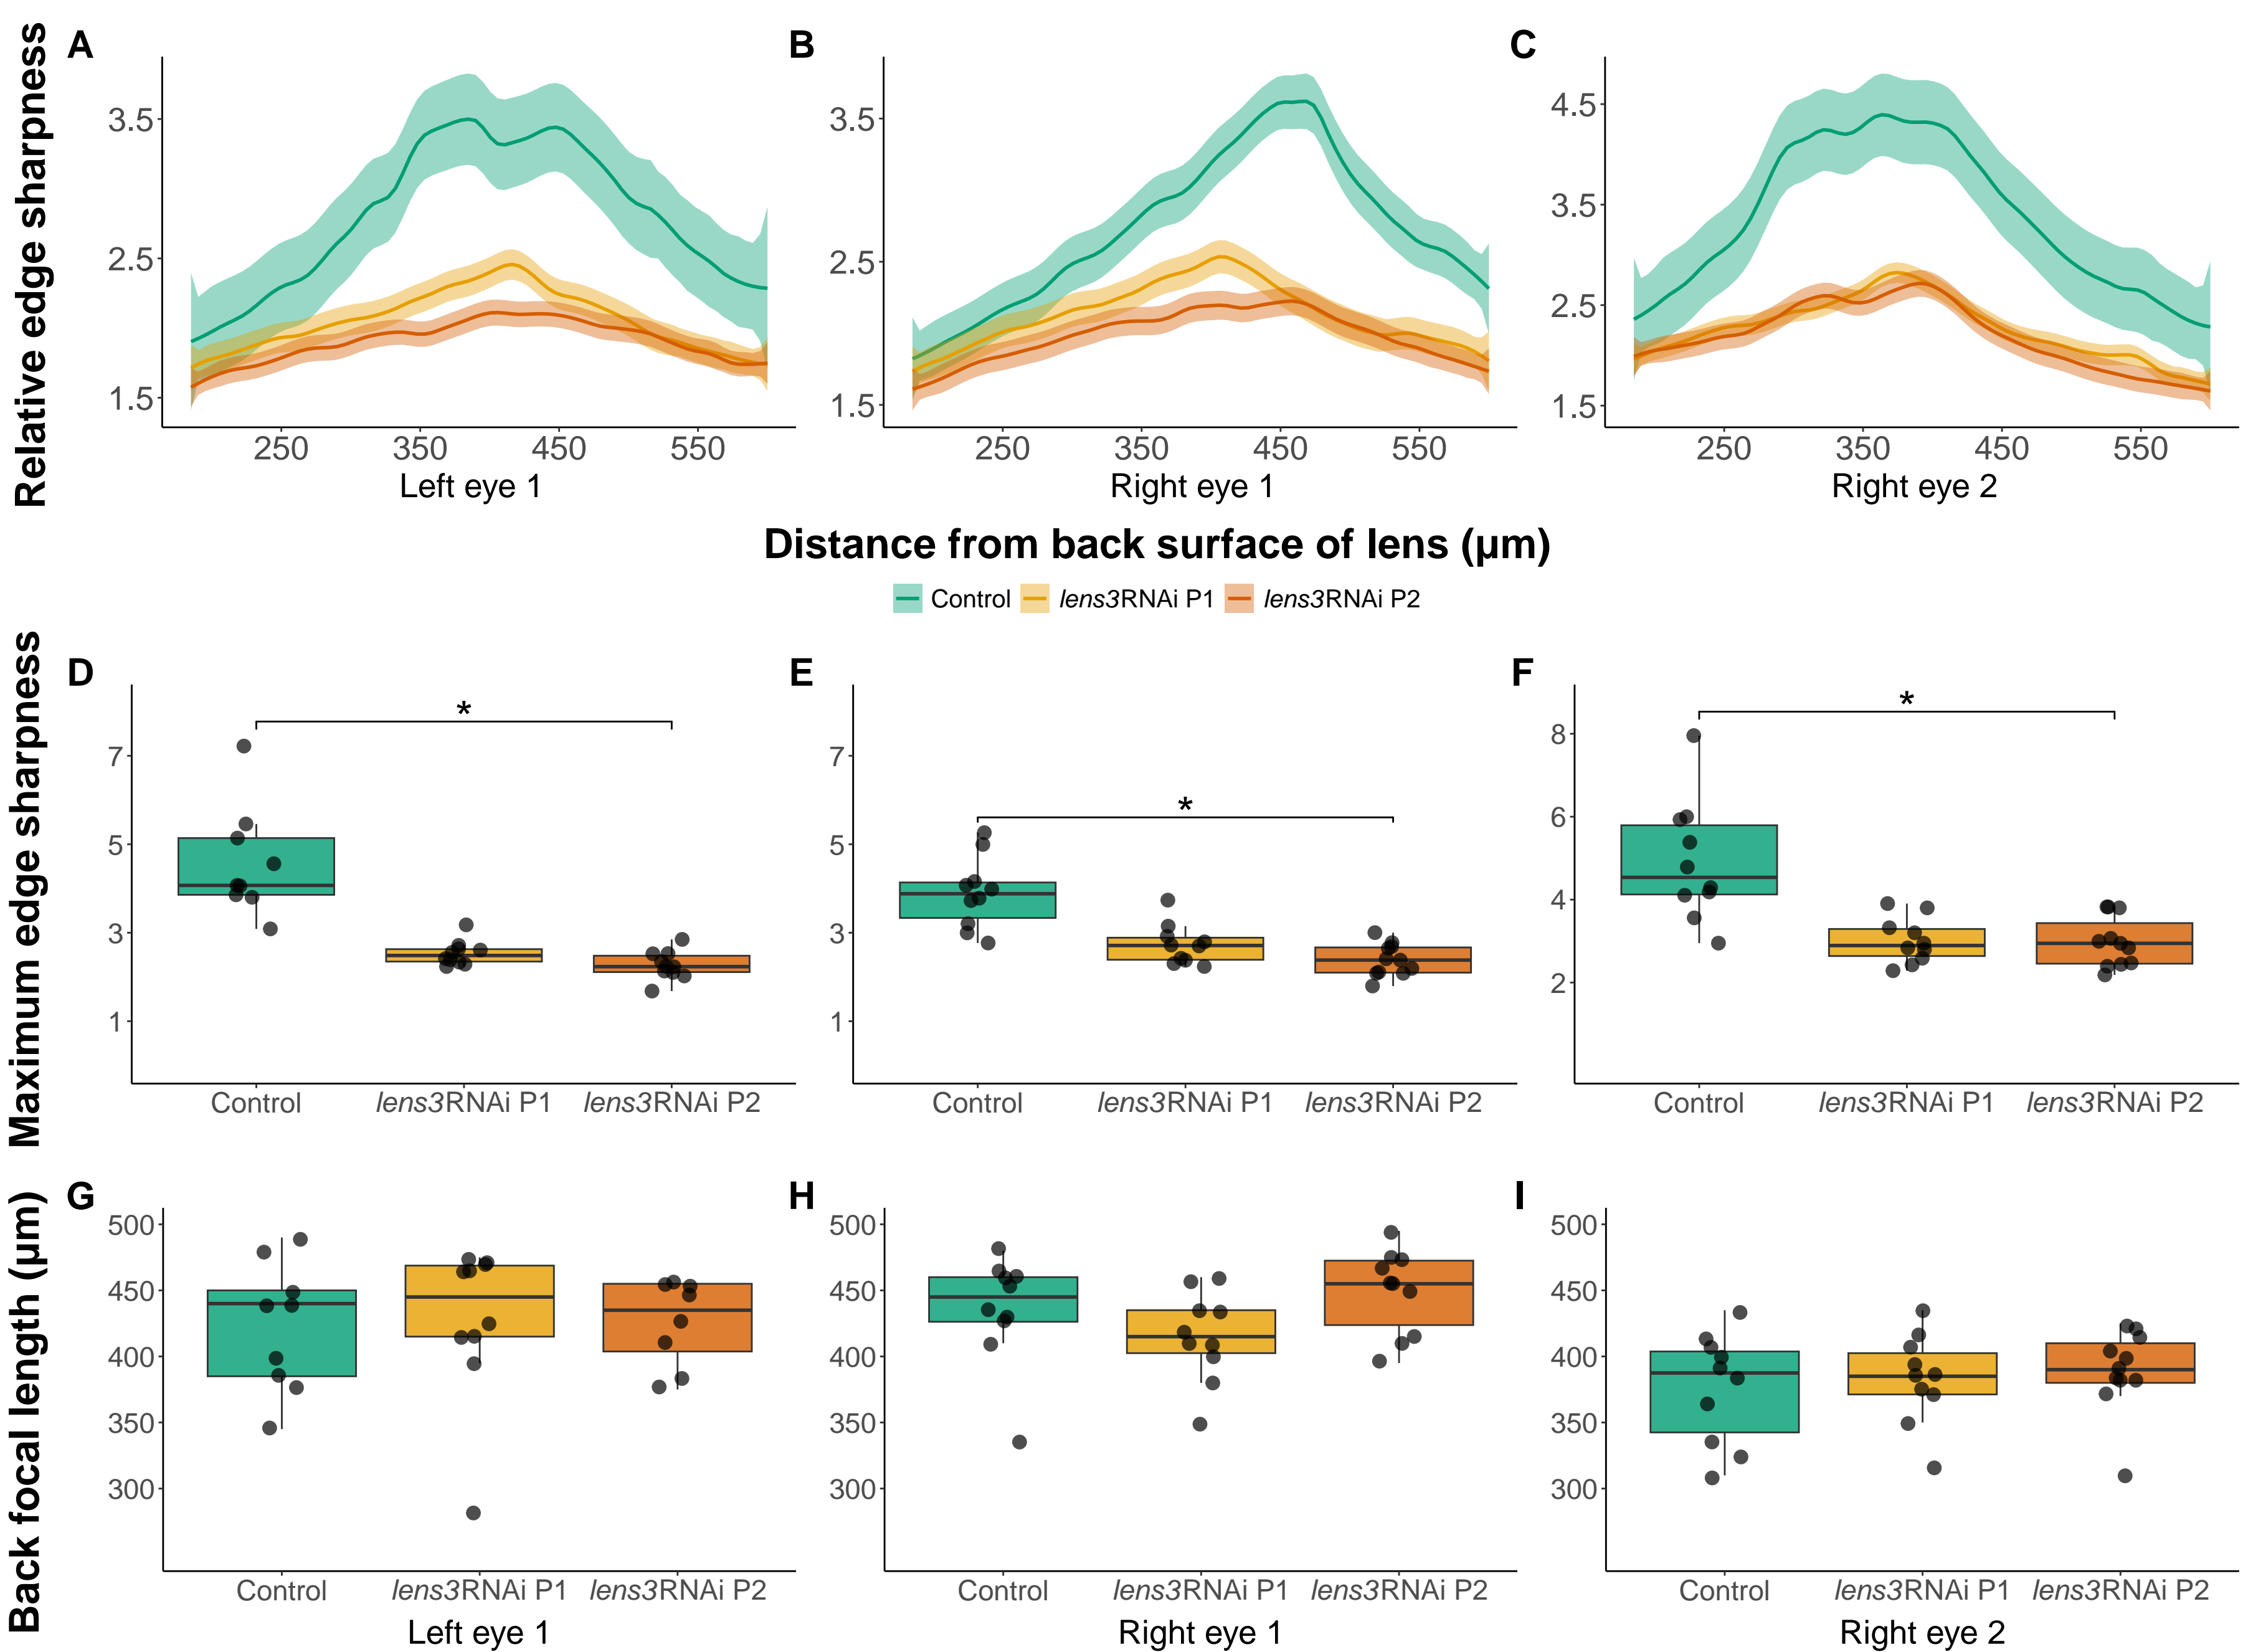 A B C
Relative edge sharpness
3.5 3.5 4.5
2.5 2.5 3.5
1.5 1.5 2.5
1.5
250 350 450 550 250 350 450 550 250 350 450 550
Left eye 1 Right eye 1 Right eye 2
Distance from back surface of lens (µm)
Control lens3RNAi P1 lens3RNAi P2
D E F
Maximum edge sharpness
* * *
7 7 8
5 5 6
3 3 4
1 1 2
Control lens3RNAi P1 lens3RNAi P2 Control lens3RNAi P1 lens3RNAi P2 Control lens3RNAi P1 lens3RNAi P2
G H I
Back focal length (µm)
500 500 500
450 450 450
400 400 400
350 350 350
300 300 300
Control lens3RNAi P1 lens3RNAi P2 Control lens3RNAi P1 lens3RNAi P2 Control lens3RNAi P1 lens3RNAi P2
Left eye 1 Right eye 1 Right eye 2